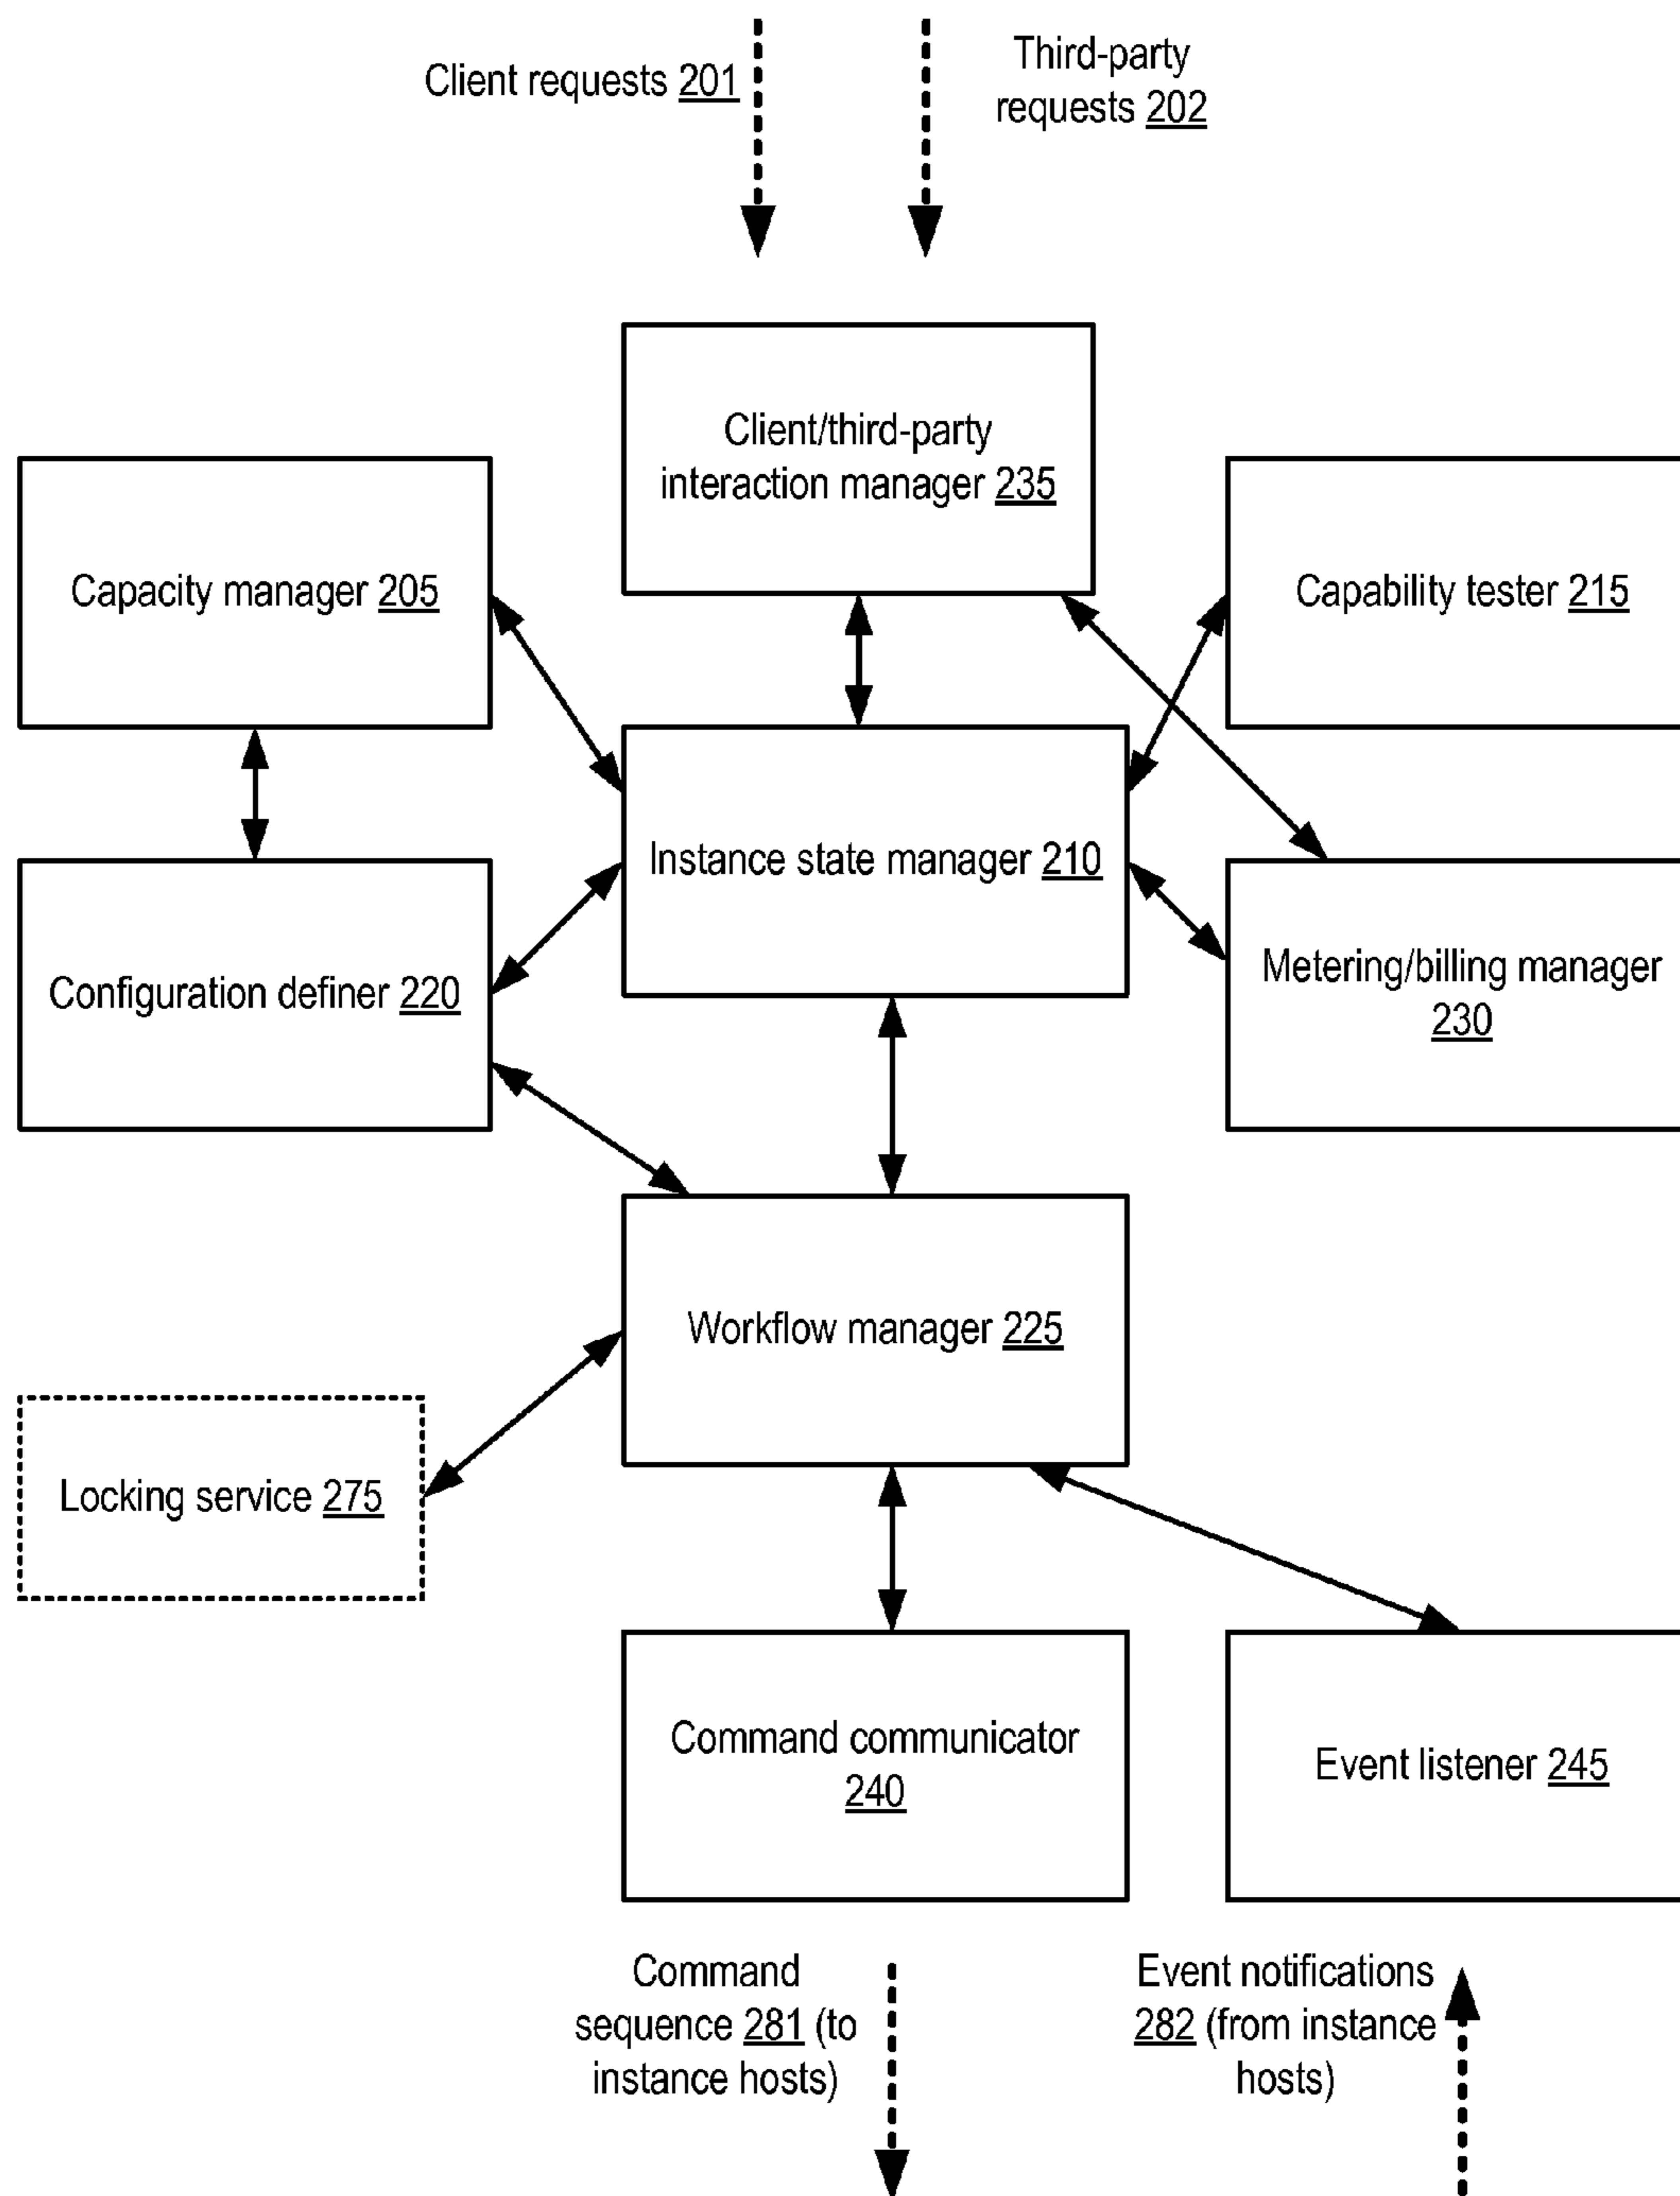 Client requests 201
Third-party
requests 202
Client/third-party
interaction manager 235
Capacity manager 205
Capability tester 215
Instance state manager 210
Configuration definer 220
Metering/billing manager
230
Workflow manager 225
Locking service 275
Command communicator
240
Event listener 245
Command
sequence 281 (to
instance hosts)
Event notifications
282 (from instance
hosts)